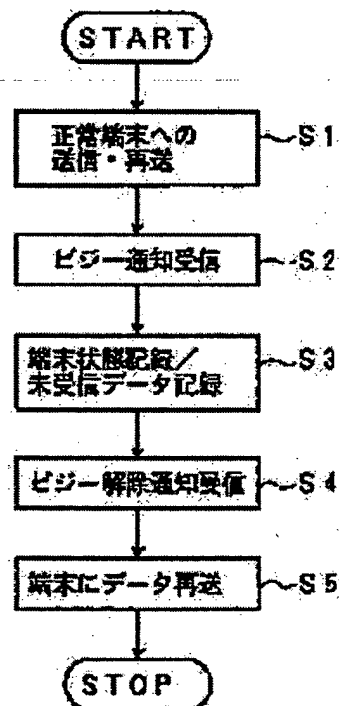 START
正常端末への
送信・再送
S1
ビジー通知受信
S2
端末状態記録／
未受信データ記録
S3
ビジー解除通知受信
S4
端末にデータ再送
S5
STOP